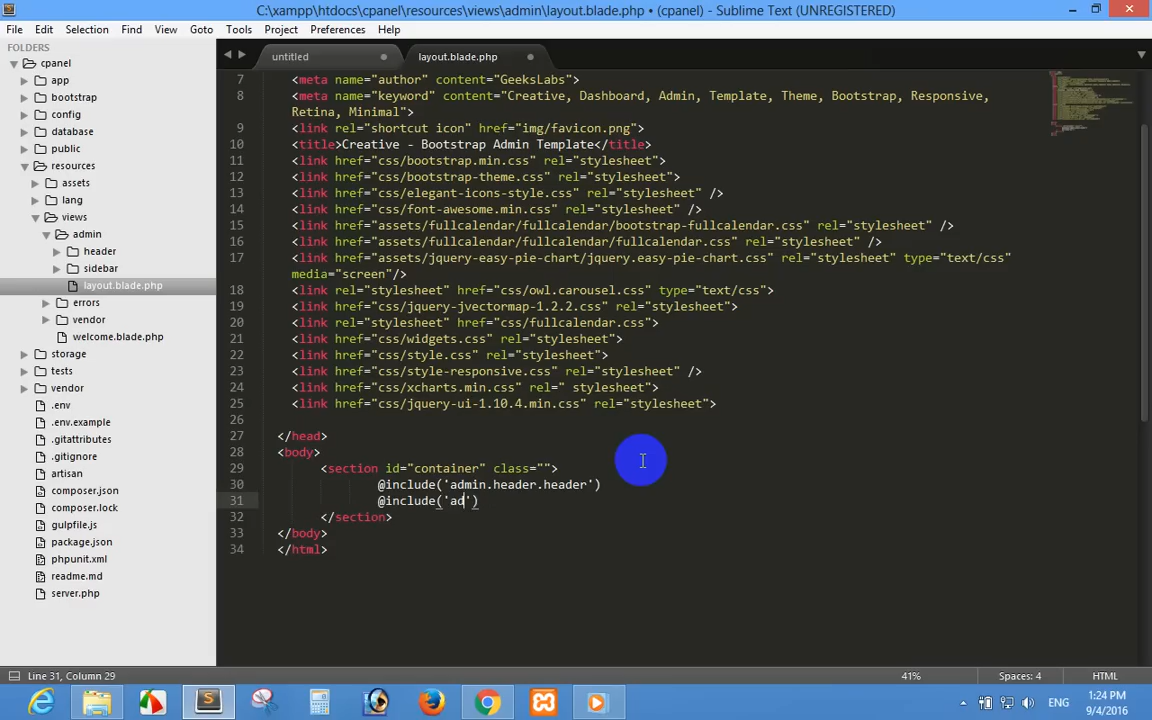 C:\xampp\htdocs\cpanel\resources\views\admin\layout.blade.php • (cpanel) - Sublime Text (UNREGISTERED)
File Edit Selection Find View Goto Tools Project Preferences Help
FOLDERS
cpanel
app
bootstrap
config
database
public
resources
assets
lang
views
admin
header
sidebar
layout.blade.php
errors
vendor
welcome.blade.php
storage
tests
vendor
.env
.env.example
.gitattributes
.gitignore
artisan
composer.json
composer.lock
gulpfile.js
package.json
phpunit.xml
readme.md
server.php
untitled
layout.blade.php
7 <meta name="author" content="GeeksLabs">
8 <meta name="keyword" content="Creative, Dashboard, Admin, Template, Theme, Bootstrap, Responsive,
Retina, Minimal">
9 <link rel="shortcut icon" href="img/favicon.png">
10 <title>Creative - Bootstrap Admin Template</title>
11 <link href="css/bootstrap.min.css" rel="stylesheet">
12 <link href="css/bootstrap-theme.css" rel="stylesheet">
13 <link href="css/elegant-icons-style.css" rel="stylesheet" />
14 <link href="css/font-awesome.min.css" rel="stylesheet" />
15 <link href="assets/fullcalendar/fullcalendar/bootstrap-fullcalendar.css" rel="stylesheet" />
16 <link href="assets/fullcalendar/fullcalendar/fullcalendar.css" rel="stylesheet" />
17 <link href="assets/jquery-easy-pie-chart/jquery.easy-pie-chart.css" rel="stylesheet" type="text/css"
media="screen"/>
18 <link rel="stylesheet" href="css/owl.carousel.css" type="text/css">
19 <link href="css/jquery-jvectormap-1.2.2.css" rel="stylesheet">
20 <link rel="stylesheet" href="css/fullcalendar.css">
21 <link href="css/widgets.css" rel="stylesheet">
22 <link href="css/style.css" rel="stylesheet">
23 <link href="css/style-responsive.css" rel="stylesheet" />
24 <link href="css/xcharts.min.css" rel=" stylesheet">
25 <link href="css/jquery-ui-1.10.4.min.css" rel="stylesheet">
26
27 </head>
28 <body>
29 <section id="container" class="">
30 @include('admin.header.header')
31 @include('ad')
32 </section>
33 </body>
34 </html>
Line 31, Column 29
41%
Spaces: 4
HTML
ENG
1:24 PM
9/4/2016